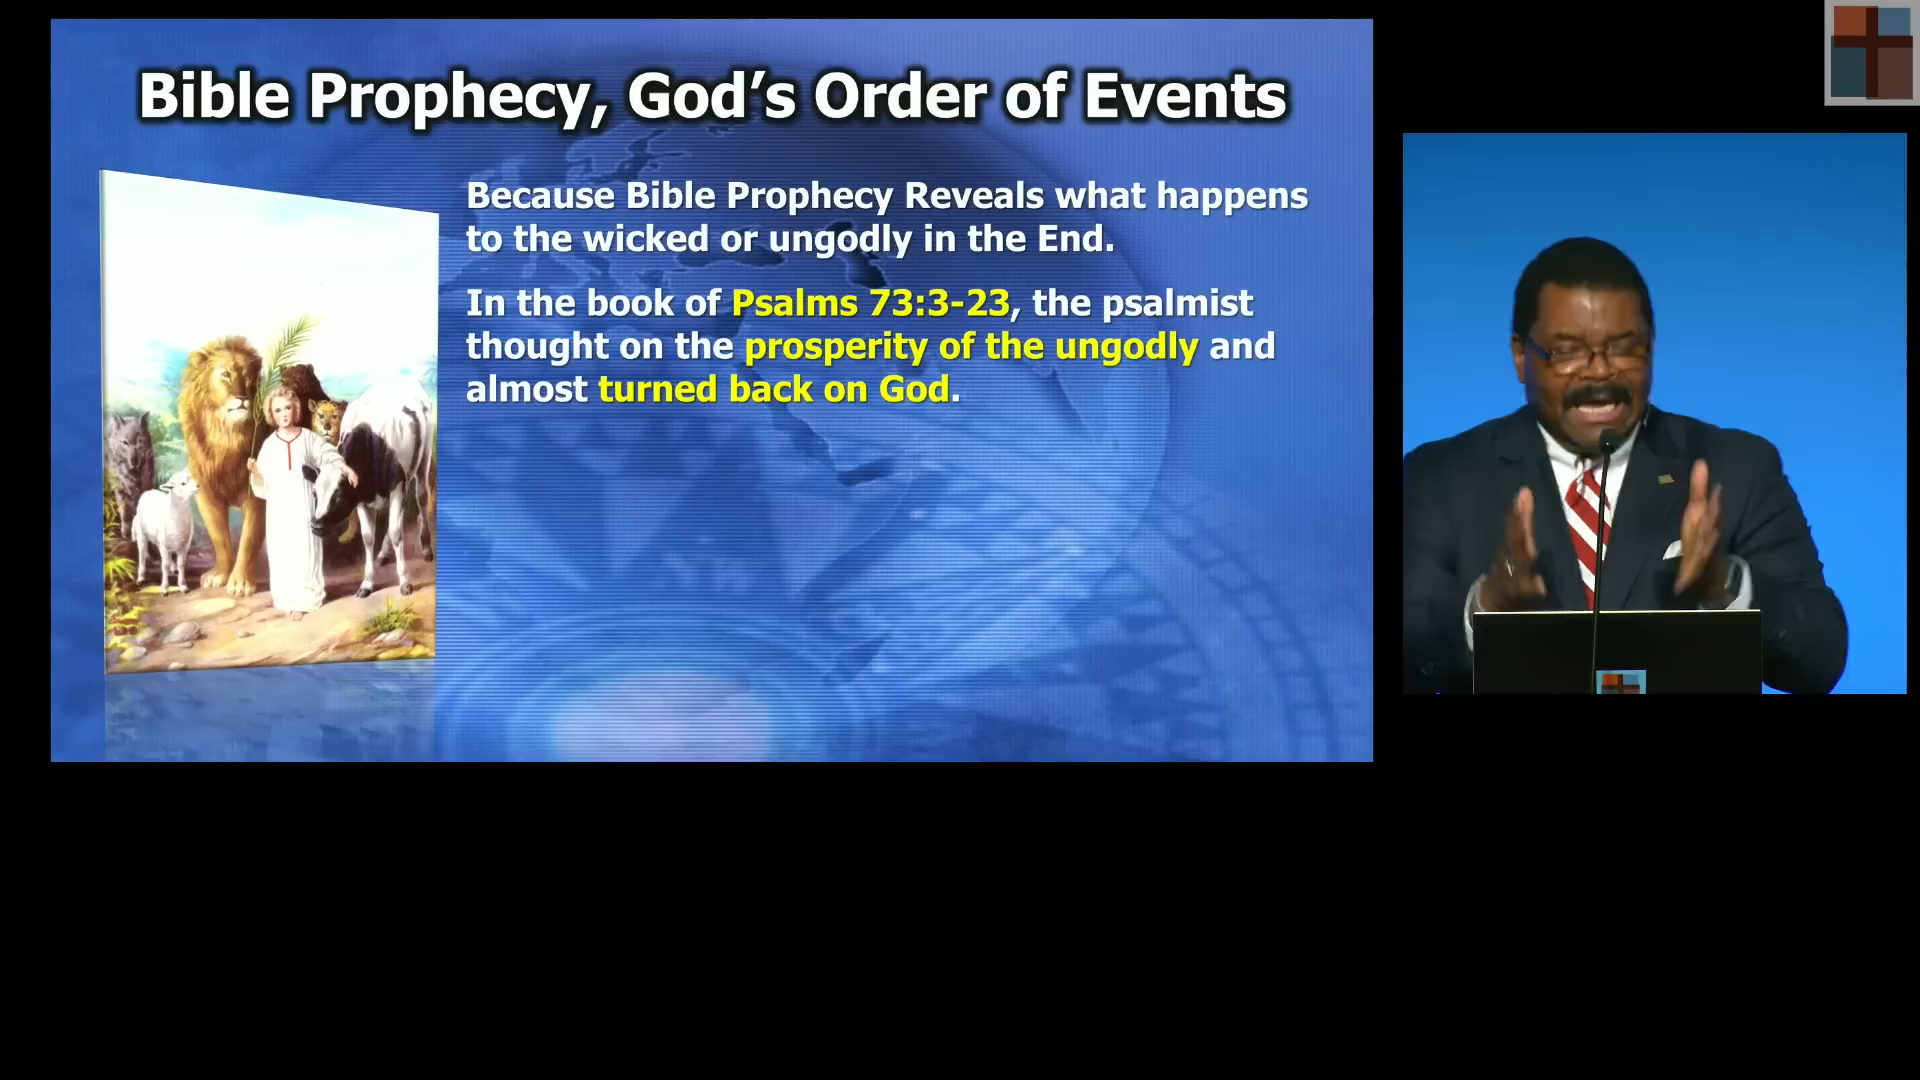 Bible Prophecy, God’s Order of Events
Because Bible Prophecy Reveals what happens
to the wicked or ungodly in the End.
In the book of Psalms 73:3-23, the psalmist
thought on the prosperity of the ungodly and
almost turned back on God.